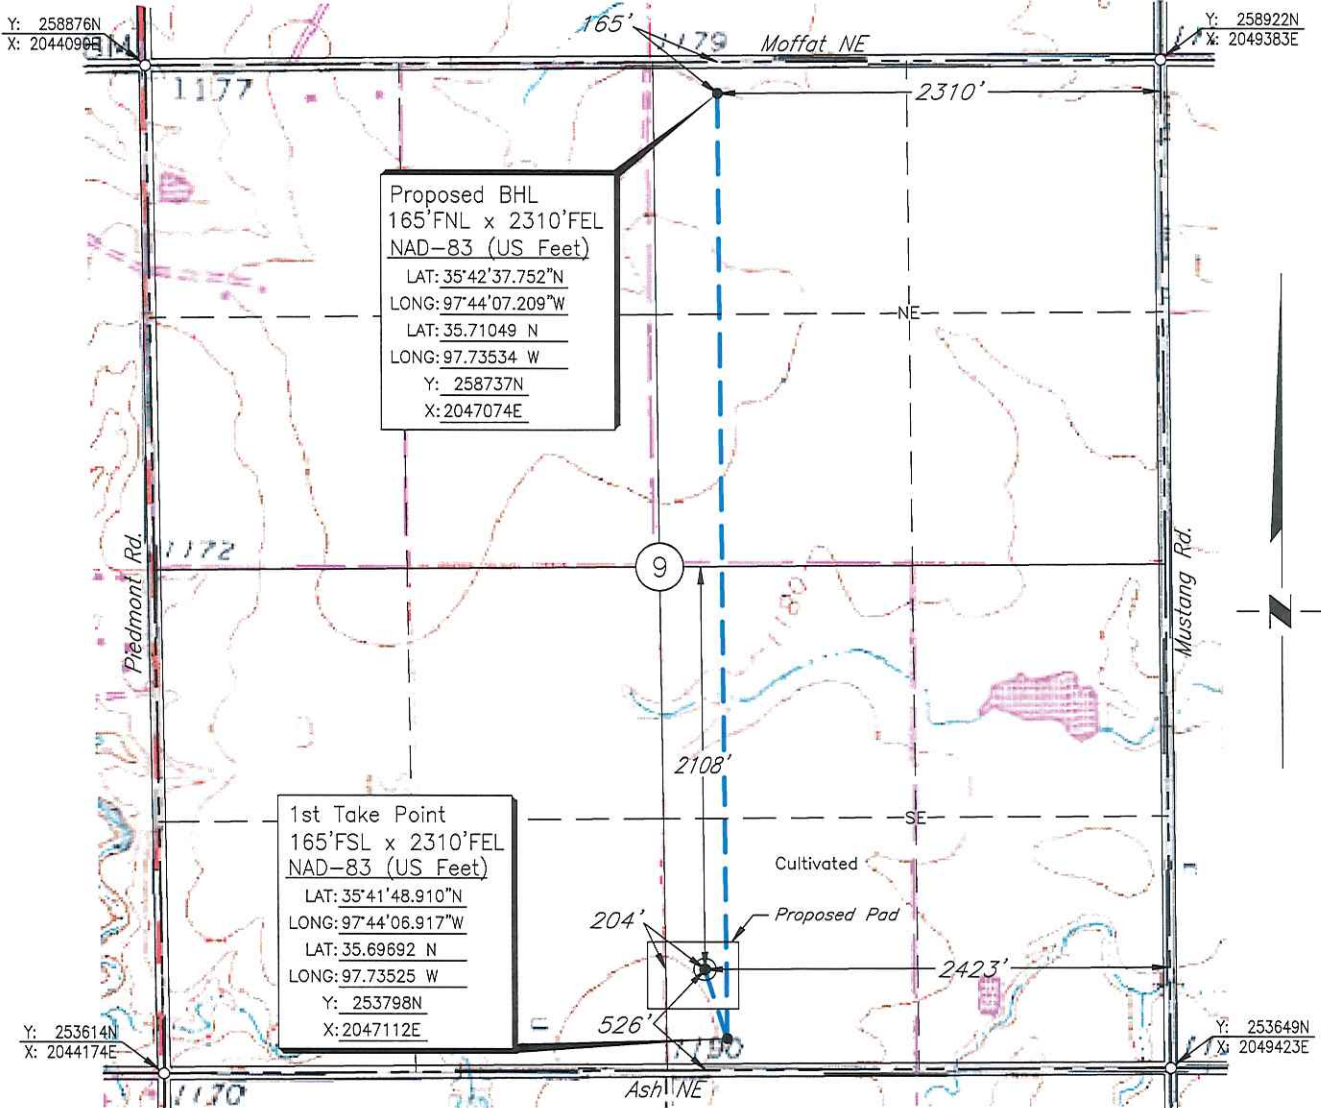 Y: 258876N
X: 2044090E
165'
1179
Moffat NE
Y: 258922N
X: 2049383E
1177
2310'
Proposed BHL
165'FNL x 2310'FEL
NAD-83 (US Feet)
LAT: 35°42'37.752"N
LONG: 97°44'07.209"W
LAT: 35.71049 N
LONG: 97.73534 W
Y: 258737N
X: 2047074E
NE
1172
9
Piedmont Rd.
Mustang Rd.
N
1180
2108'
1st Take Point
165'FSL x 2310'FEL
NAD-83 (US Feet)
LAT: 35°41'48.910"N
LONG: 97°44'06.917"W
LAT: 35.69692 N
LONG: 97.73525 W
Y: 253798N
X: 2047112E
SE
Cultivated
Proposed Pad
204'
2423'
526'
1190
Y: 253614N
X: 2044174E
Y: 253649N
X: 2049423E
1170
Ash NE